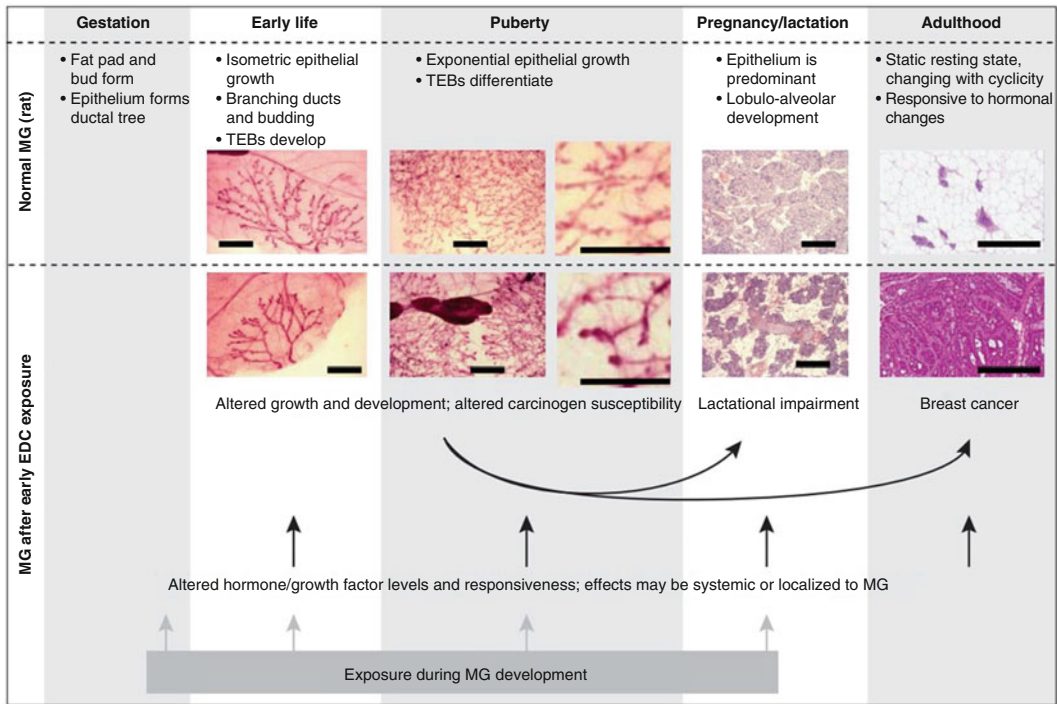 Gestation
Early life
Puberty
Pregnancy/lactation
Adulthood
Normal MG (rat)
• Fat pad and
bud form
• Epithelium forms
ductal tree
• Isometric epithelial
growth
• Branching ducts
and budding
• TEBs develop
• Exponential epithelial growth
• TEBs differentiate
• Epithelium is
predominant
• Lobulo-alveolar
development
• Static resting state,
changing with cyclicity
• Responsive to hormonal
changes
MG after early EDC exposure
Altered growth and development; altered carcinogen susceptibility
Lactational impairment
Breast cancer
Altered hormone/growth factor levels and responsiveness; effects may be systemic or localized to MG
Exposure during MG development